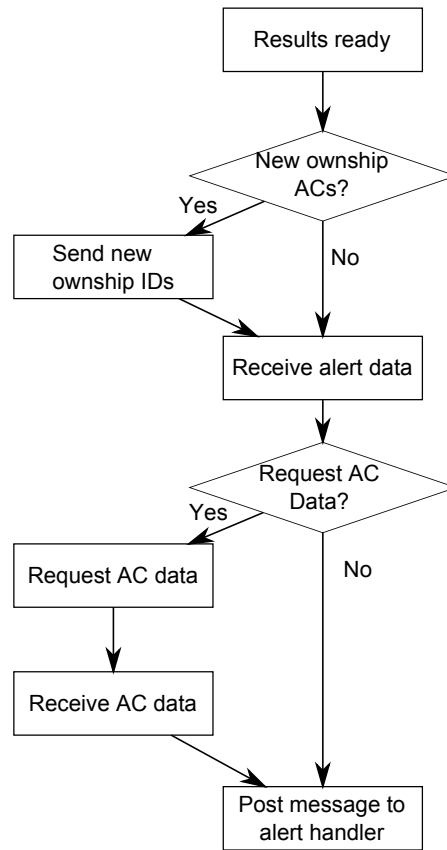 Results ready
New ownship
ACs?
Yes
No
Send new
ownship IDs
Receive alert data
Request AC
Data?
Yes
No
Request AC data
Receive AC data
Post message to
alert handler